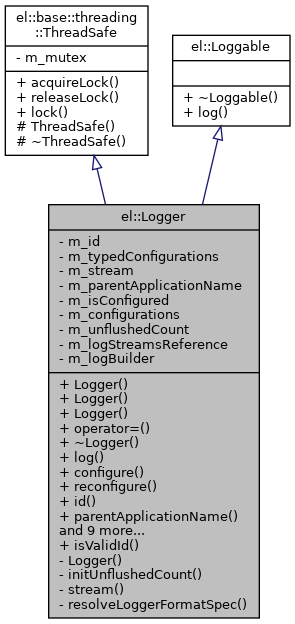 el::base::threading
::ThreadSafe
- m_mutex
+ acquireLock()
+ releaseLock()
+ lock()
# ThreadSafe()
# ~ThreadSafe()
el::Loggable
+ ~Loggable()
+ log()
el::Logger
- m_id
- m_typedConfigurations
- m_stream
- m_parentApplicationName
- m_isConfigured
- m_configurations
- m_unflushedCount
- m_logStreamsReference
- m_logBuilder
+ Logger()
+ Logger()
+ Logger()
+ operator=()
+ ~Logger()
+ log()
+ configure()
+ reconfigure()
+ id()
+ parentApplicationName()
and 9 more...
+ isValidId()
- Logger()
- initUnflushedCount()
- stream()
- resolveLoggerFormatSpec()